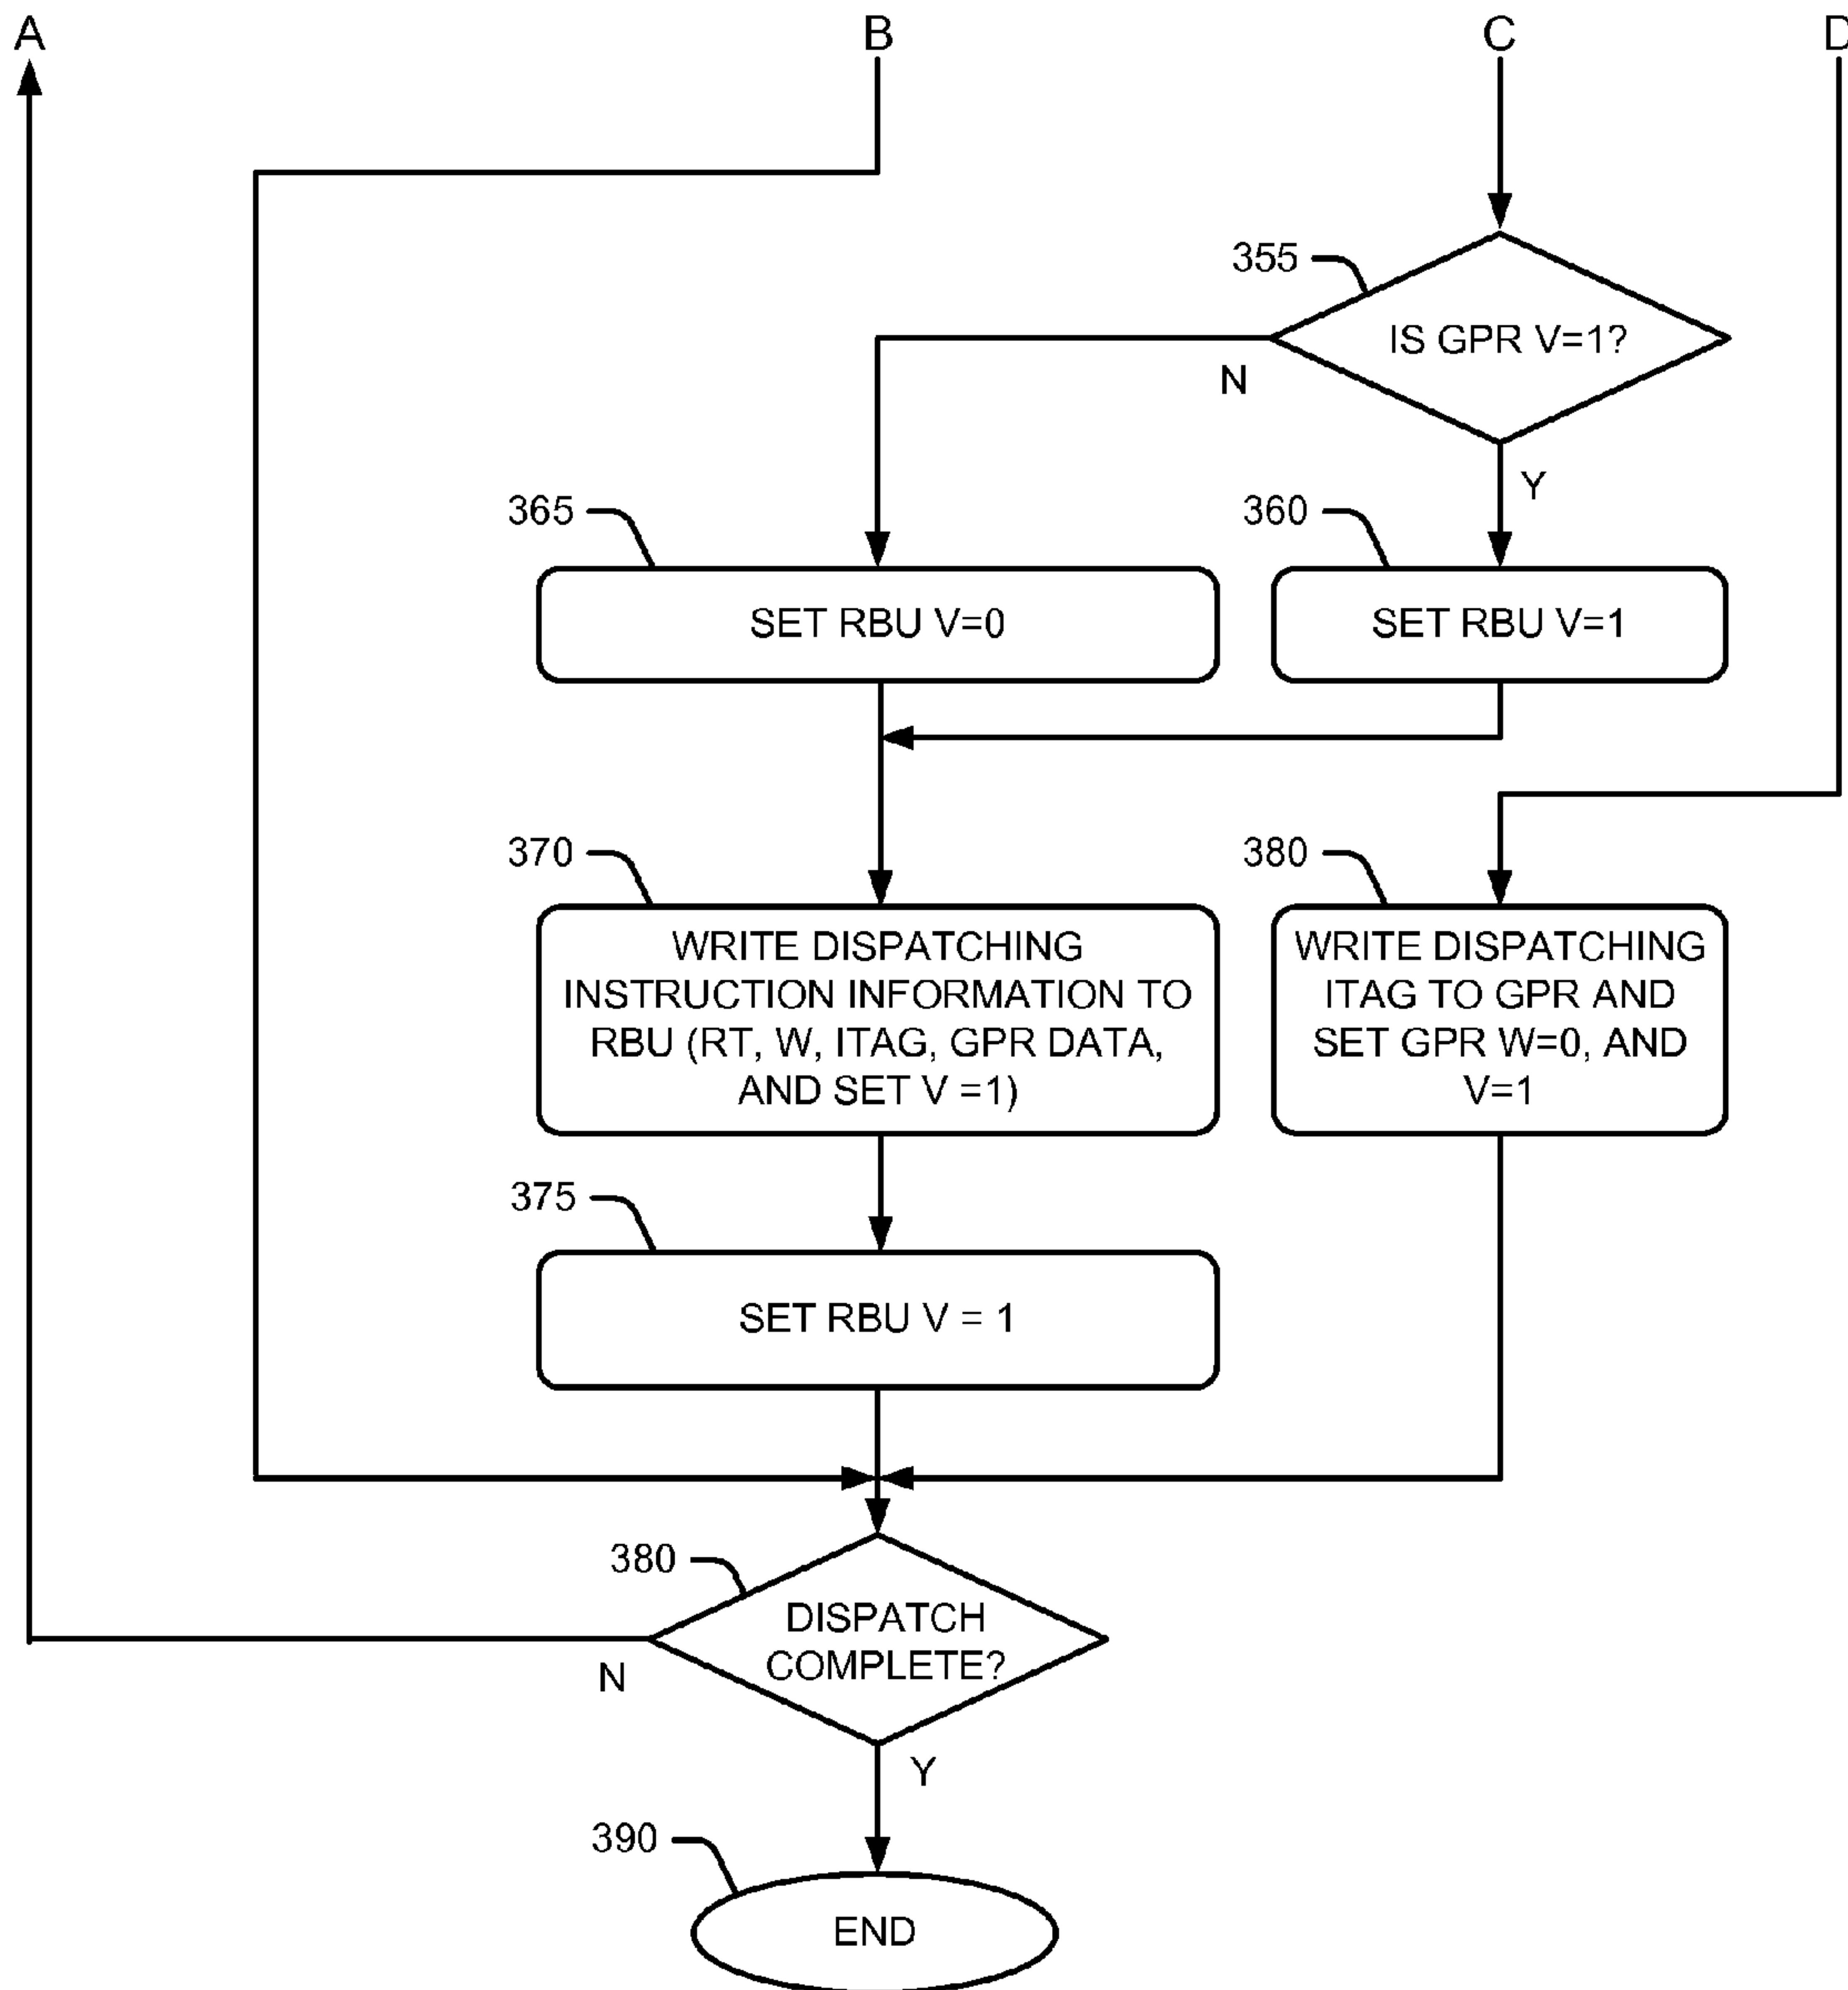 A
B
C
D
355
IS GPR V=1?
N
Y
365
360
SET RBU V=0
SET RBU V=1
370
380
WRITE DISPATCHING
INSTRUCTION INFORMATION TO
RBU (RT, W, ITAG, GPR DATA,
AND SET V =1)
WRITE DISPATCHING
ITAG TO GPR AND
SET GPR W=0, AND
V=1
375
SET RBU V = 1
380
DISPATCH
COMPLETE?
N
Y
390
END